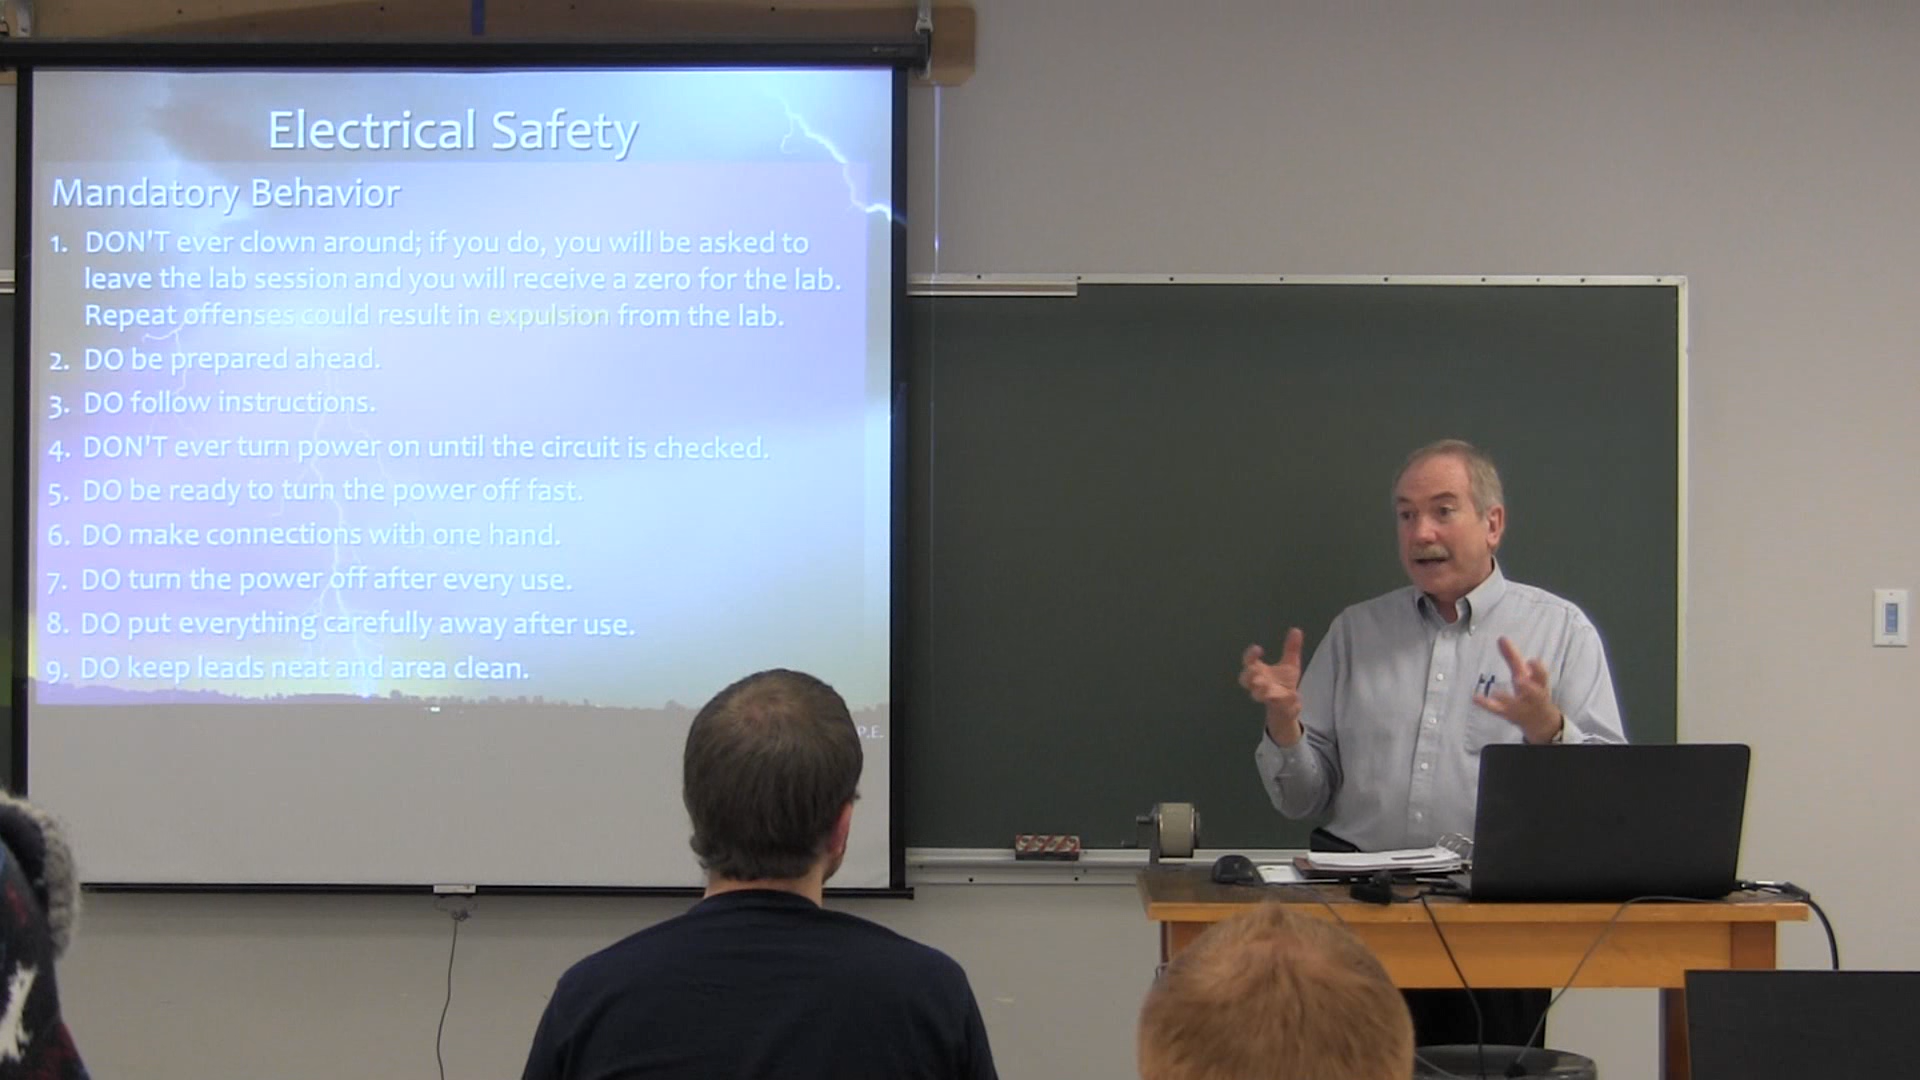 Electrical Safety
Mandatory Behavior
1. DON'T ever clown around; if you do, you will be asked to
leave the lab session and you will receive a zero for the lab.
Repeat offenses could result in expulsion from the lab.
2. DO be prepared ahead.
3. DO follow instructions.
4. DON'T ever turn power on until the circuit is checked.
5. DO be ready to turn the power off fast.
6. DO make connections with one hand.
7. DO turn the power off after every use.
8. DO put everything carefully away after use.
9. DO keep leads neat and area clean.
P.E.